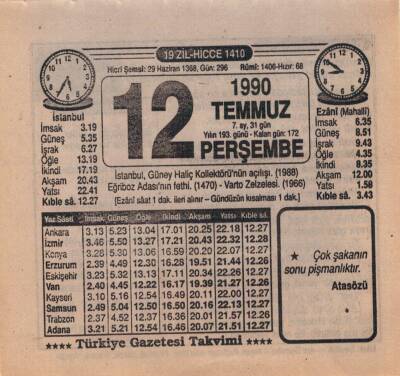 19 ZİL-HİCCE 1410
Hicrî Şemsî: 29 Haziran 1368, Gün: 296 Rûmî: 1406-Hızır: 68
12
1990
TEMMUZ
7. ay, 31 gün
Yılın 193. günü - Kalan gün: 172
PERŞEMBE
İstanbul
İmsak 3.19
Güneş 5.35
İşrak 6.27
Öğle 13.19
İkindi 17.19
Akşam 20.43
Yatsı 22.41
Kıble sâ. 12.27
Ezânî (Mahallî)
İmsak 6.35
Güneş 8.51
İşrak 9.43
Öğle 4.35
İkindi 8.35
Akşam 12.00
Yatsı 1.58
Kıble sâ. 3.43
İstanbul, Güney Haliç Kollektörü'nün açılışı. (1988)
Eğriboz Adası'nın fethi. (1470) - Varto Zelzelesi. (1966)
[Ezânî sâat 1 dak. ileri alınır – Gündüzün kısalması 1 dak.]
Yaz Sâati İmsak Güneş Öğle İkindi Akşam Yatsı Kıble sâ.
Ankara 3.13 5.23 13.04 17.01 20.25 22.18 12.27
İzmir 3.46 5.50 13.27 17.21 20.43 22.32 12.28
Konya 3.28 5.30 13.06 16.59 20.20 22.07 12.27
Erzurum 2.39 4.49 12.30 16.28 19.51 21.44 12.26
Eskişehir 3.23 5.32 13.13 17.11 20.34 22.26 12.27
Van 2.40 4.45 12.22 16.17 19.39 21.27 12.26
Kayseri 3.10 5.16 12.54 16.49 20.11 22.00 12.27
Samsun 2.49 5.04 12.50 16.50 20.16 22.13 12.27
Trabzon 2.37 4.52 12.37 16.36 20.01 21.57 12.26
Adana 3.21 5.21 12.54 16.46 20.07 21.51 12.27
★ Çok şakanın
sonu pişmanlıktır.
Atasözü
★★★★ Türkiye Gazetesi Takvimi ★★★★